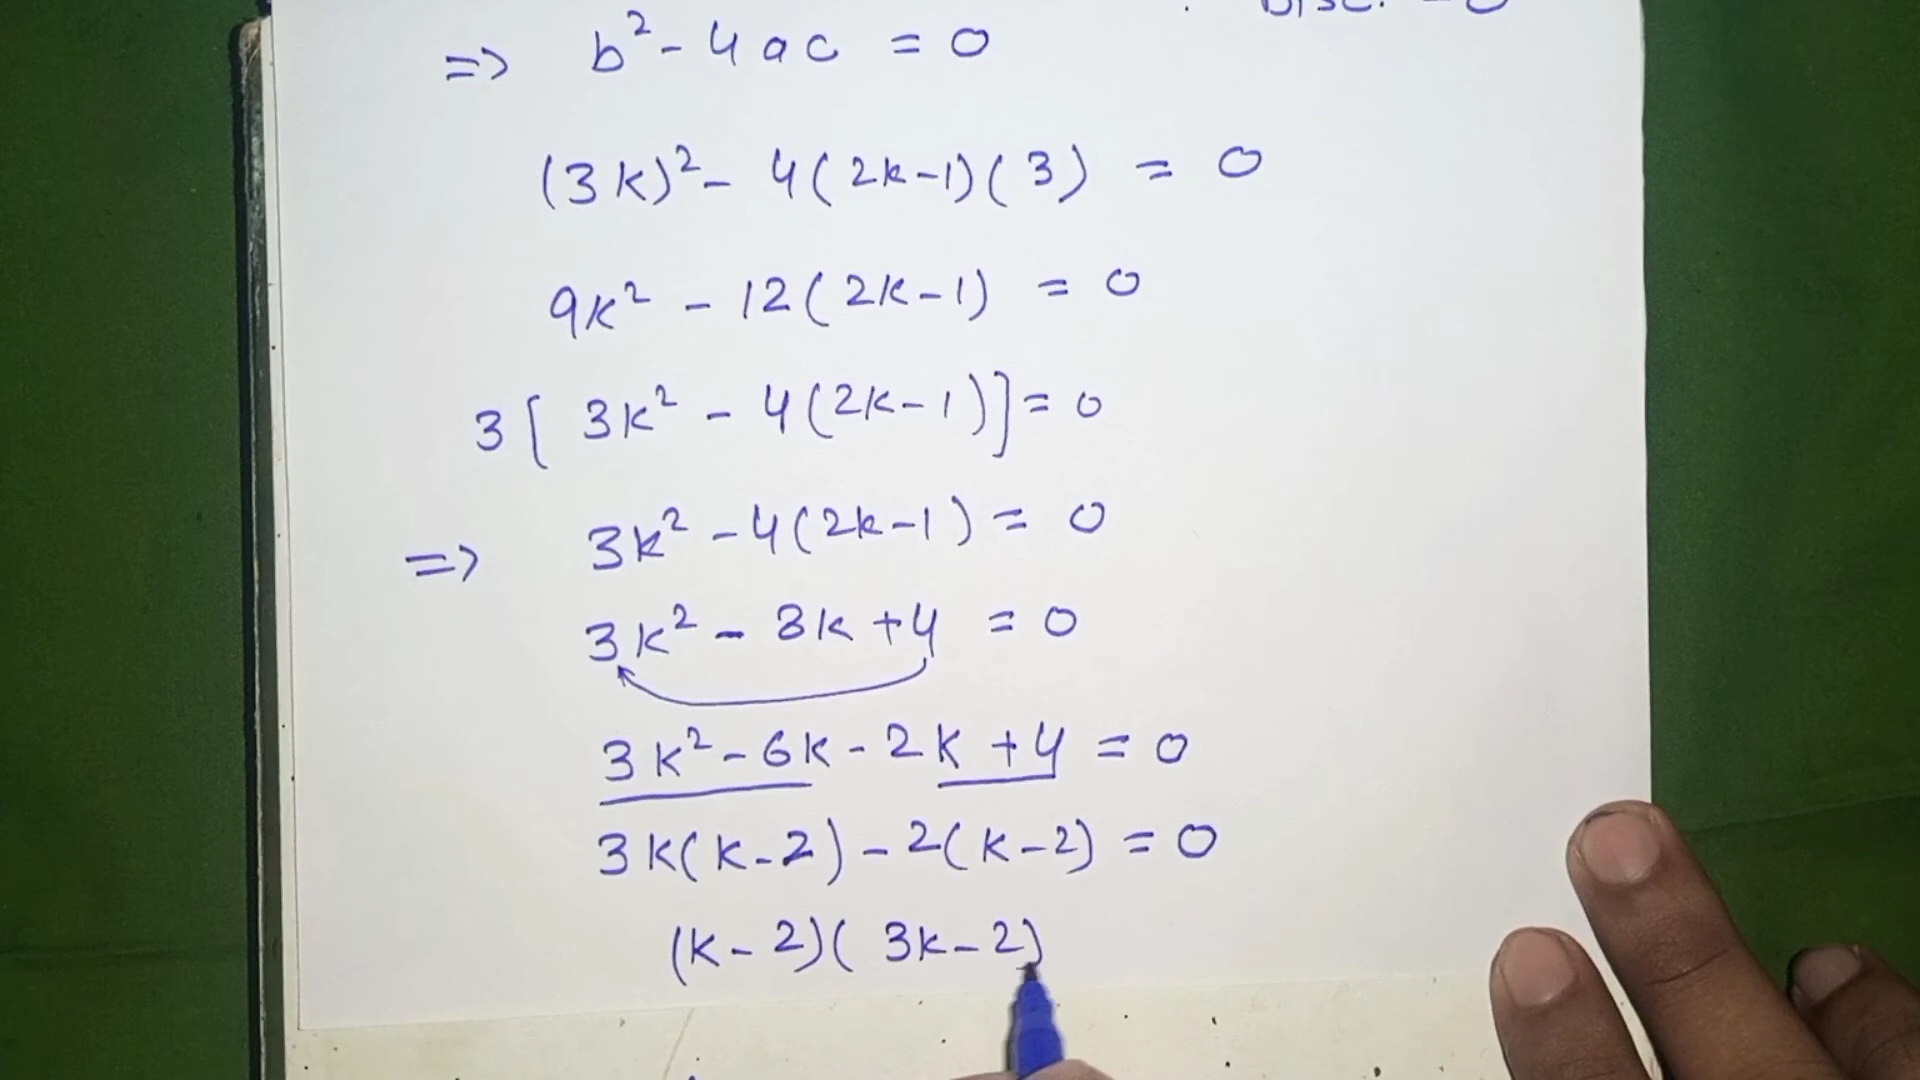 Disc. = 0
=> b² - 4ac = 0
(3k)² - 4(2k-1)(3) = 0
9k² - 12(2k-1) = 0
3[3k² - 4(2k-1)] = 0
=> 3k² - 4(2k-1) = 0
3k² - 8k + 4 = 0
3k² - 6k - 2k + 4 = 0
3k(k-2) - 2(k-2) = 0
(k-2)(3k-2)